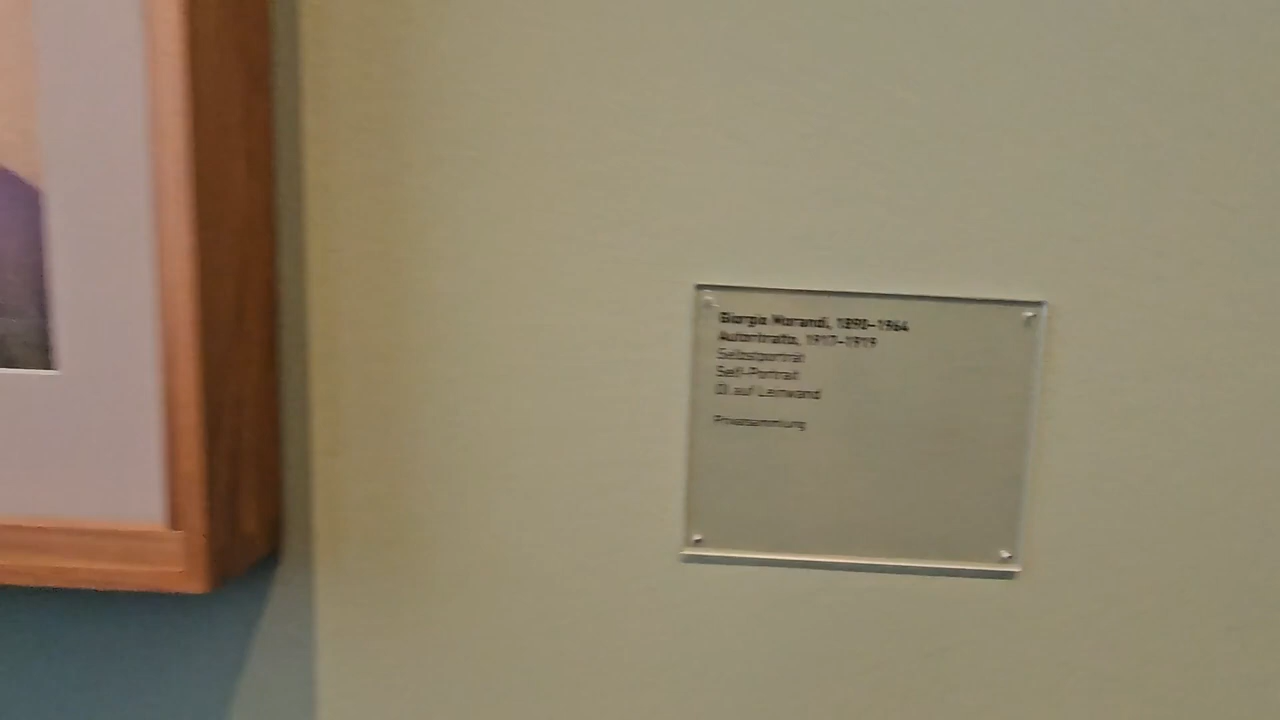 Giorgio Morandi, 1890–1964
Autoritratto, 1917–1919
Selbstporträt
Self-Portrait
Öl auf Leinwand
Privatsammlung